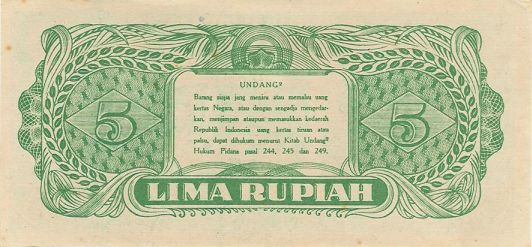 UNDANG²
Barang siapa jang meniru atau memalsu uang
kertas Negara, atau dengan sengadja mengedar-
kan, menjimpan ataupun memasukkan kedaerah
Republik Indonesia uang kertas tiruan atau
palsu, dapat dihukum menurut Kitab Undang²
Hukum Pidana pasal 244, 245 dan 249.
5 5
LIMA RUPIAH